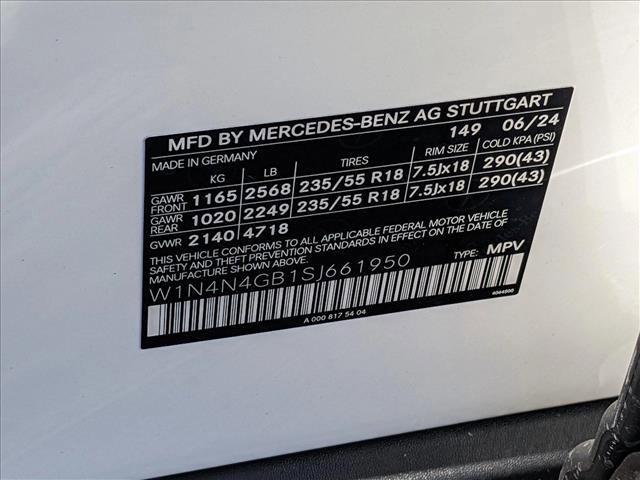 MFD BY MERCEDES-BENZ AG STUTTGART
149 06/24
MADE IN GERMANY
KG LB TIRES RIM SIZE COLD KPA (PSI)
GAWR FRONT 1165 2568 235/55 R18 7.5Jx18 290(43)
GAWR REAR 1020 2249 235/55 R18 7.5Jx18 290(43)
GVWR 2140 4718
THIS VEHICLE CONFORMS TO ALL APPLICABLE FEDERAL MOTOR VEHICLE
SAFETY AND THEFT PREVENTION STANDARDS IN EFFECT ON THE DATE OF
MANUFACTURE SHOWN ABOVE.
W1N4N4GB1SJ661950 TYPE: MPV
A 000 817 54 04